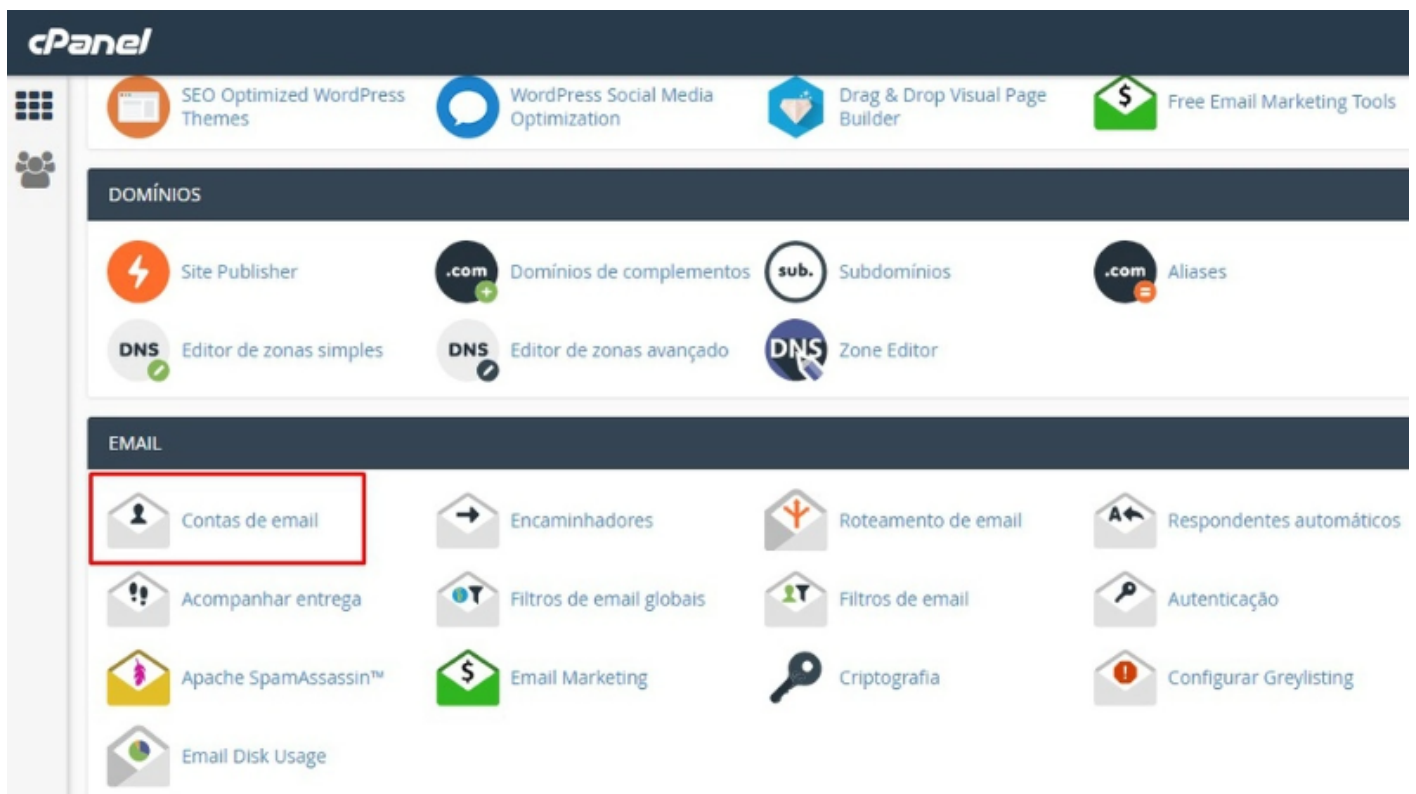 cPanel
SEO Optimized WordPress
Themes
WordPress Social Media
Optimization
Drag & Drop Visual Page
Builder
$
Free Email Marketing Tools
DOMÍNIOS
Site Publisher
.com
Domínios de complementos
sub.
Subdomínios
.com
Aliases
DNS
Editor de zonas simples
DNS
Editor de zonas avançado
DNS
Zone Editor
EMAIL
Contas de email
Encaminhadores
Roteamento de email
A
Respondentes automáticos
Acompanhar entrega
Filtros de email globais
Filtros de email
Autenticação
Apache SpamAssassin™
$
Email Marketing
Criptografia
!
Configurar Greylisting
Email Disk Usage